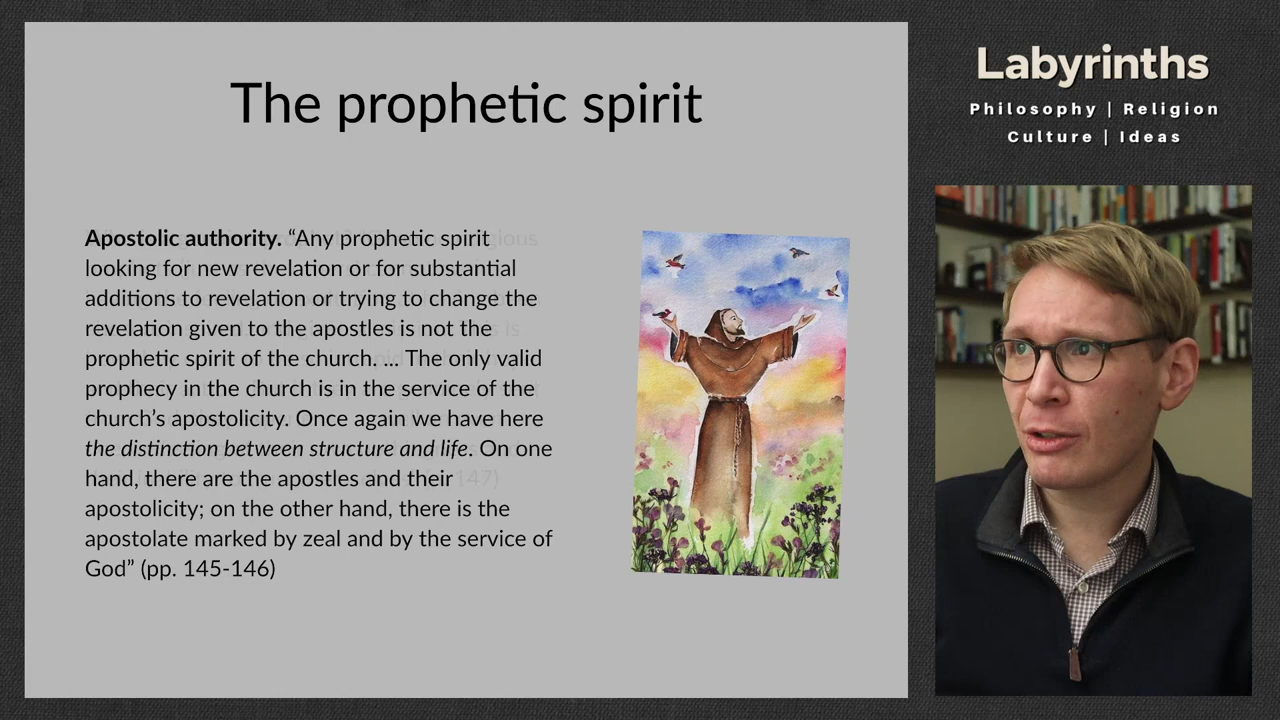 The prophetic spirit
Apostolic authority. “Any prophetic spirit
looking for new revelation or for substantial
additions to revelation or trying to change the
revelation given to the apostles is not the
prophetic spirit of the church. ... The only valid
prophecy in the church is in the service of the
church’s apostolicity. Once again we have here
the distinction between structure and life. On one
hand, there are the apostles and their
apostolicity; on the other hand, there is the
apostolate marked by zeal and by the service of
God” (pp. 145-146)
Labyrinths
Philosophy | Religion
Culture | Ideas